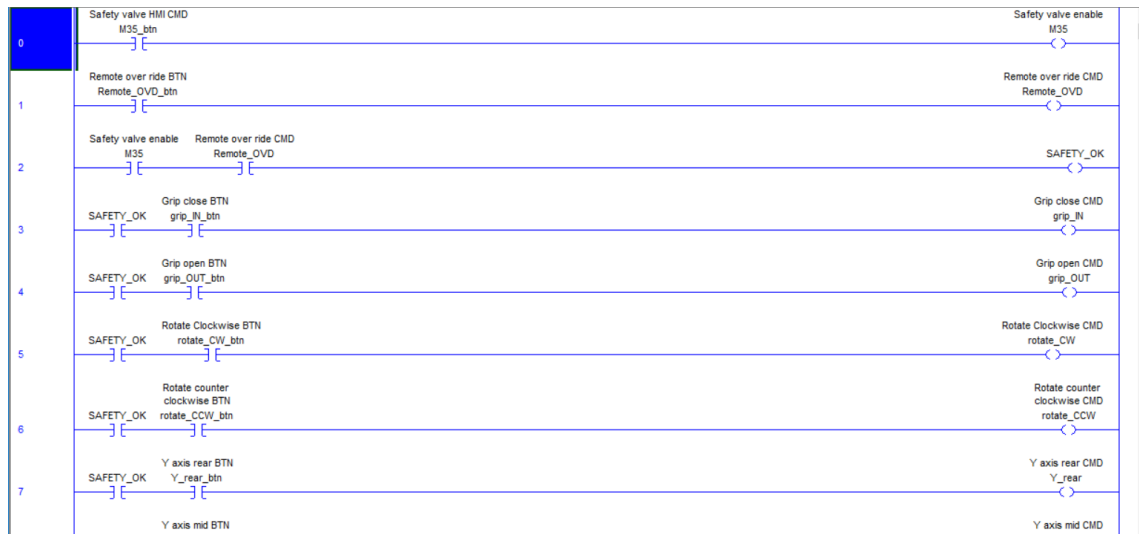 Safety valve HMI CMD Safety valve enable
M35_btn M35
0
Remote over ride BTN Remote over ride CMD
Remote_OVD_btn Remote_OVD
1
Safety valve enable Remote over ride CMD
M35 Remote_OVD SAFETY_OK
2
Grip close BTN Grip close CMD
SAFETY_OK grip_IN_btn grip_IN
3
Grip open BTN Grip open CMD
SAFETY_OK grip_OUT_btn grip_OUT
4
Rotate Clockwise BTN Rotate Clockwise CMD
SAFETY_OK rotate_CW_btn rotate_CW
5
Rotate counter Rotate counter
clockwise BTN clockwise CMD
SAFETY_OK rotate_CCW_btn rotate_CCW
6
Y axis rear BTN Y axis rear CMD
SAFETY_OK Y_rear_btn Y_rear
7
Y axis mid BTN Y axis mid CMD